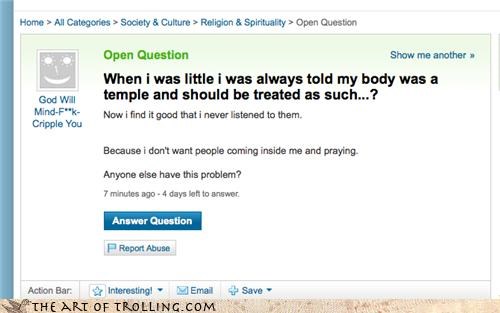 Home > All Categories > Society & Culture > Religion & Spirituality > Open Question
Open Question
Show me another »
God Will
Mind-F**k-
Cripple You
When i was little i was always told my body was a
temple and should be treated as such...?
Now i find it good that i never listened to them.
Because i don't want people coming inside me and praying.
Anyone else have this problem?
7 minutes ago - 4 days left to answer.
Answer Question
Report Abuse
Action Bar:
Interesting!
Email
Save
THE ART OF TROLLING.COM